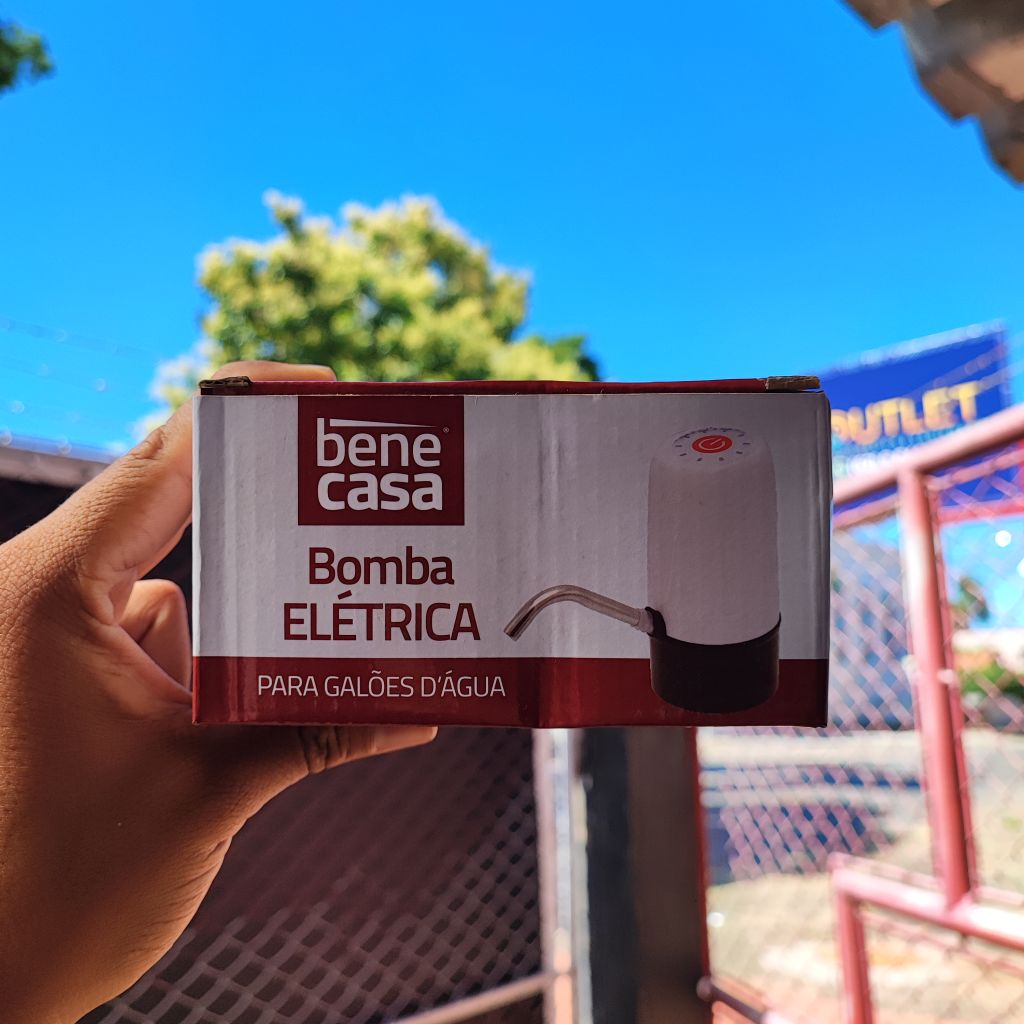 bene
casa
Bomba
ELÉTRICA
PARA GALÕES D'ÁGUA
OUTLET